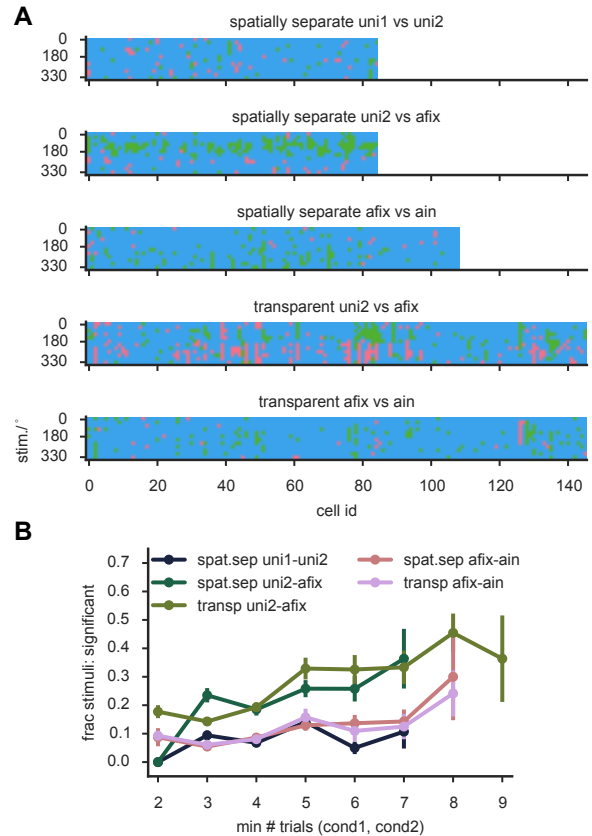 A
spatially separate uni1 vs uni2
0
180
330
spatially separate uni2 vs afix
0
180
330
spatially separate afix vs ain
0
180
330
transparent uni2 vs afix
0
180
330
transparent afix vs ain
0
180
330
stim./°
0 20 40 60 80 100 120 140
cell id
B
spat.sep uni1-uni2 spat.sep afix-ain
spat.sep uni2-afix transp afix-ain
transp uni2-afix
frac stimuli: significant
0.7
0.6
0.5
0.4
0.3
0.2
0.1
0.0
2 3 4 5 6 7 8 9
min # trials (cond1, cond2)